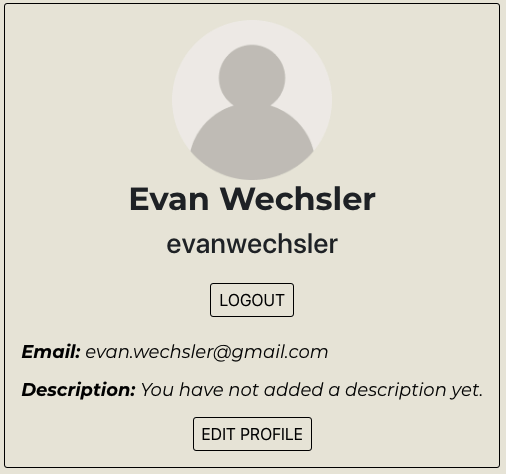 Evan Wechsler
evanwechsler
LOGOUT
Email: evan.wechsler@gmail.com
Description: You have not added a description yet.
EDIT PROFILE